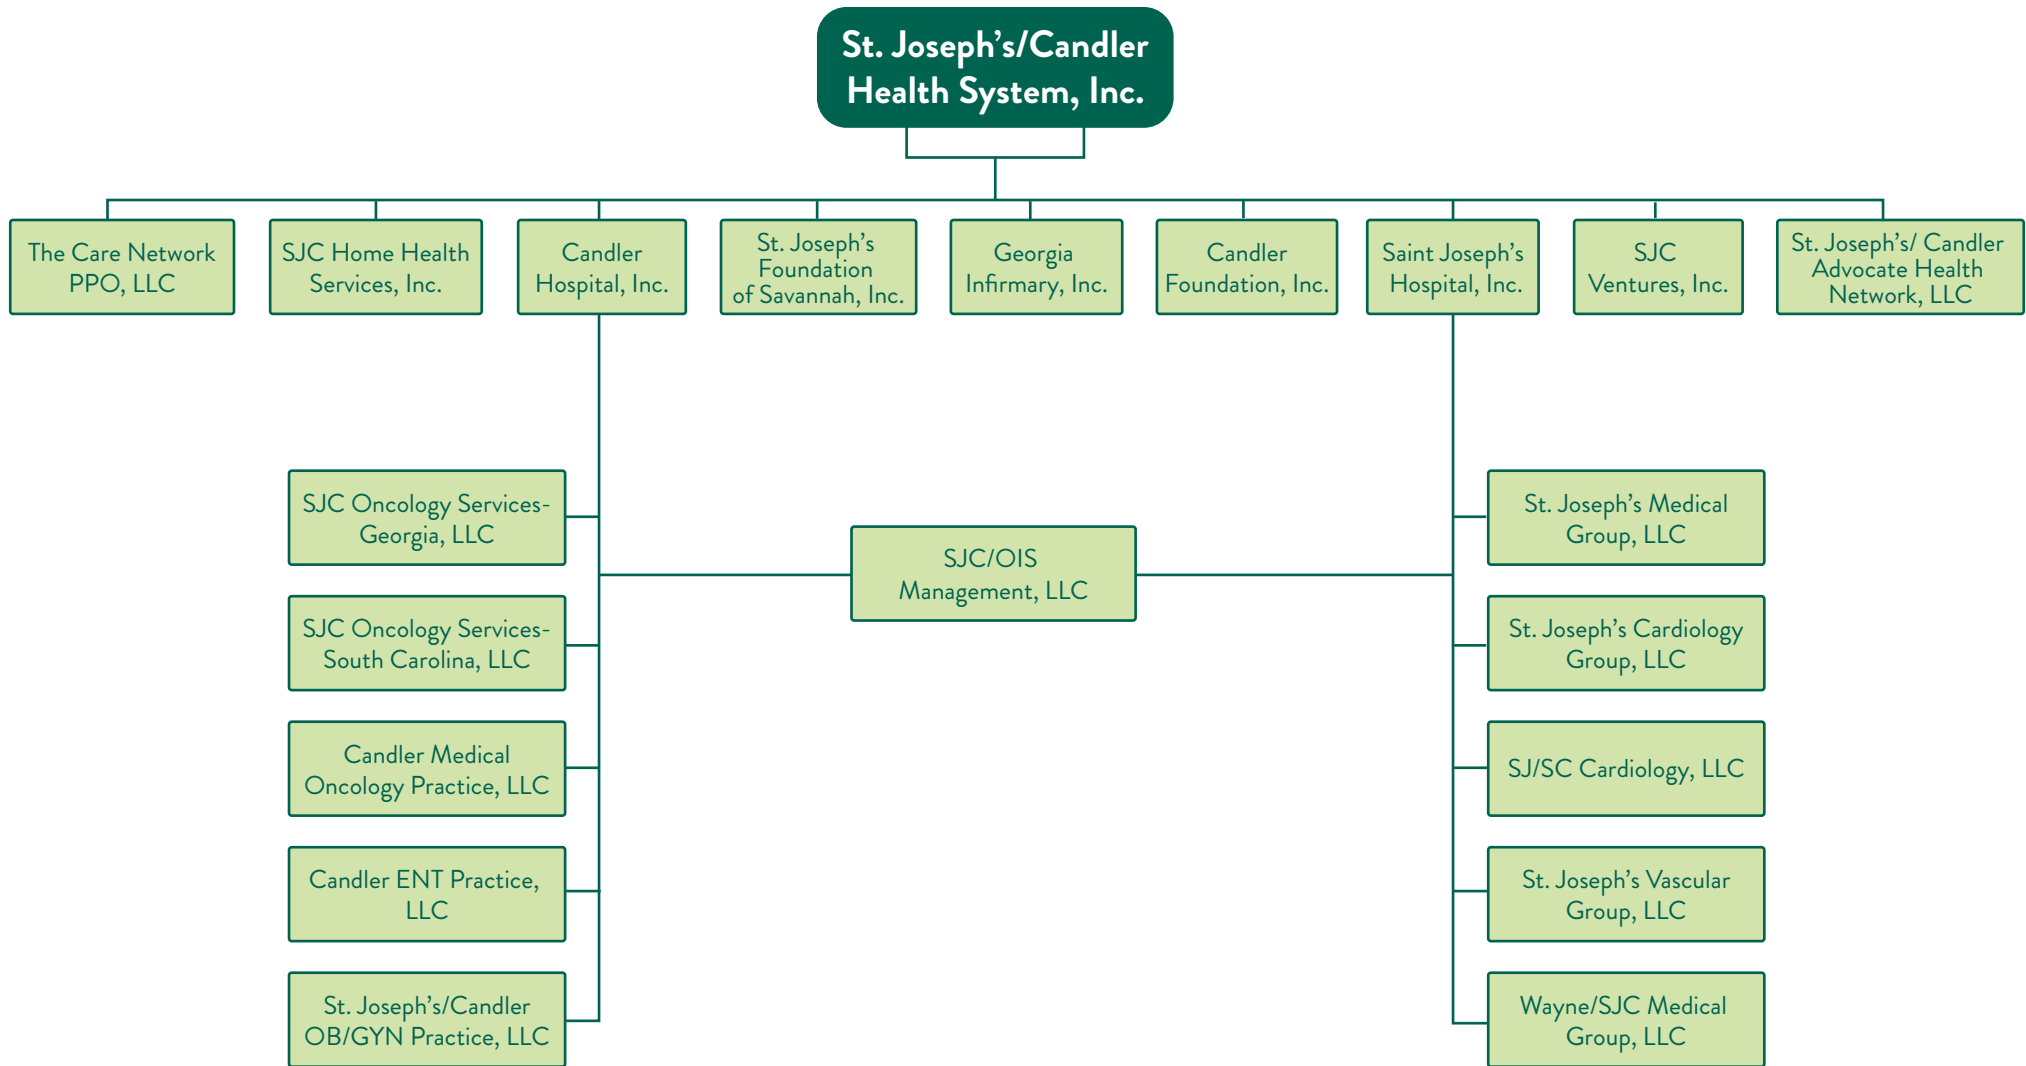 St. Joseph’s/Candler
Health System, Inc.
The Care Network
PPO, LLC
SJC Home Health
Services, Inc.
Candler
Hospital, Inc.
St. Joseph’s
Foundation
of Savannah, Inc.
Georgia
Infirmary, Inc.
Candler
Foundation, Inc.
Saint Joseph’s
Hospital, Inc.
SJC
Ventures, Inc.
St. Joseph’s/ Candler
Advocate Health
Network, LLC
SJC Oncology Services-
Georgia, LLC
SJC Oncology Services-
South Carolina, LLC
Candler Medical
Oncology Practice, LLC
Candler ENT Practice,
LLC
St. Joseph’s/Candler
OB/GYN Practice, LLC
SJC/OIS
Management, LLC
St. Joseph’s Medical
Group, LLC
St. Joseph’s Cardiology
Group, LLC
SJ/SC Cardiology, LLC
St. Joseph’s Vascular
Group, LLC
Wayne/SJC Medical
Group, LLC